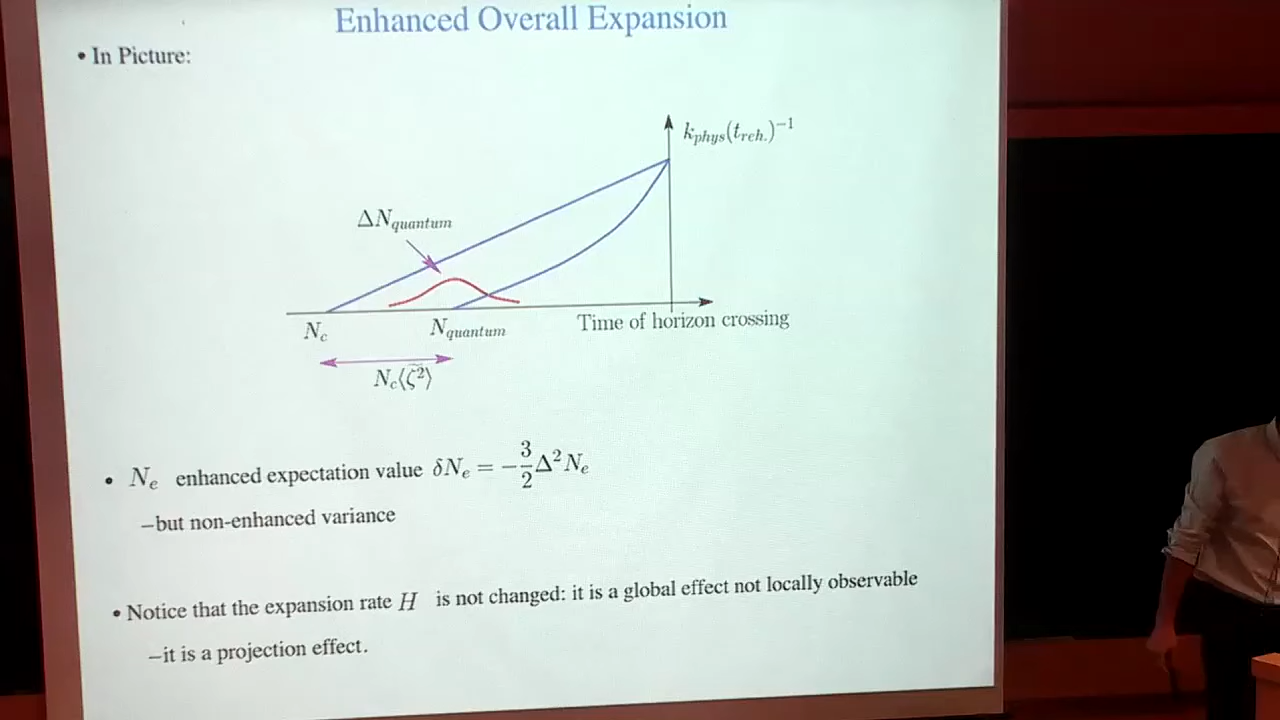 Enhanced Overall Expansion
• In Picture:
k_phys(t_reh.)^{-1}
ΔN_quantum
N_c
N_quantum
Time of horizon crossing
N_c⟨ζ̃²⟩
• N_e enhanced expectation value δN_e = −3/2 Δ²N_e
–but non-enhanced variance
• Notice that the expansion rate H is not changed: it is a global effect not locally observable
–it is a projection effect.